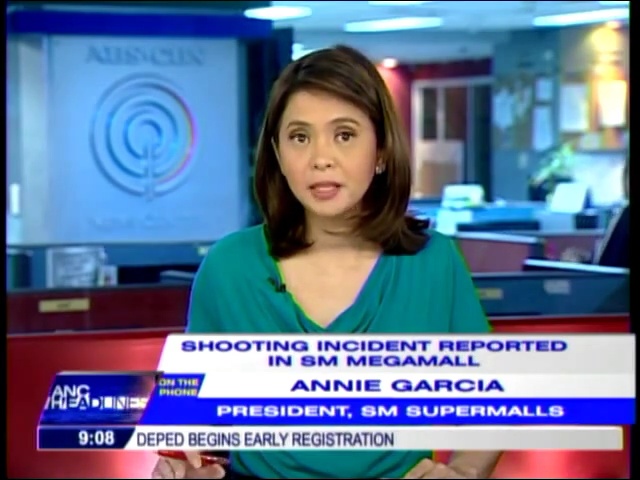 ABS-CBN
SHOOTING INCIDENT REPORTED
IN SM MEGAMALL
ON THE
PHONE
ANNIE GARCIA
PRESIDENT, SM SUPERMALLS
ANC
HEADLINES
9:08
DEPED BEGINS EARLY REGISTRATION